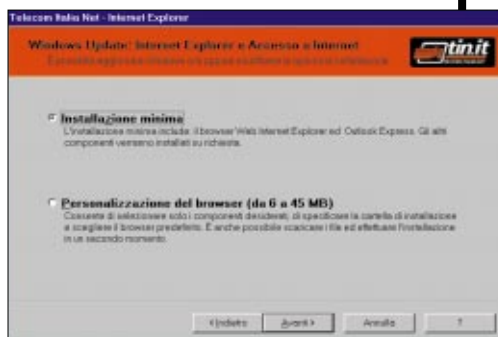 Telecom Italia Net - Internet Explorer
Windows Update: Internet Explorer e Accesso a Internet
tin.it
Installazione minima
L'installazione minima include: il browser Web Internet Explorer ed Outlook Express. Gli altri
componenti verranno installati su richiesta.
Personalizzazione del browser (da 6 a 45 MB)
Consente di selezionare solo i componenti desiderati, di specificare la cartella di installazione
e scegliere il browser predefinito. È anche possibile scaricare i file ed effettuare l'installazione
in un secondo momento.
< Indietro
Avanti >
Annulla
?